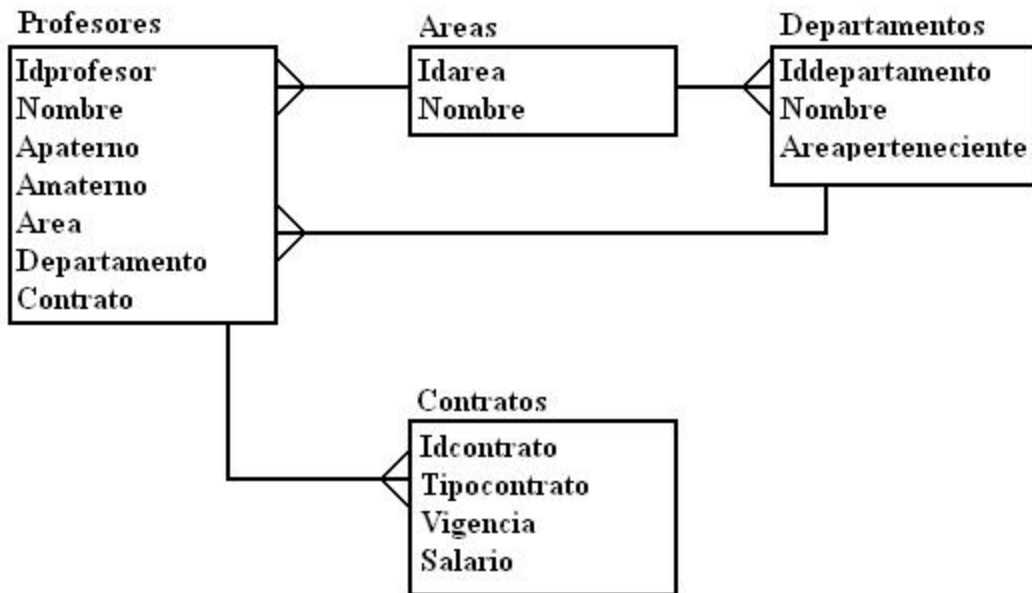 Profesores
Idprofesor
Nombre
Apaterno
Amaterno
Area
Departamento
Contrato
Areas
Idarea
Nombre
Departamentos
Iddepartamento
Nombre
Areaperteneciente
Contratos
Idcontrato
Tipocontrato
Vigencia
Salario